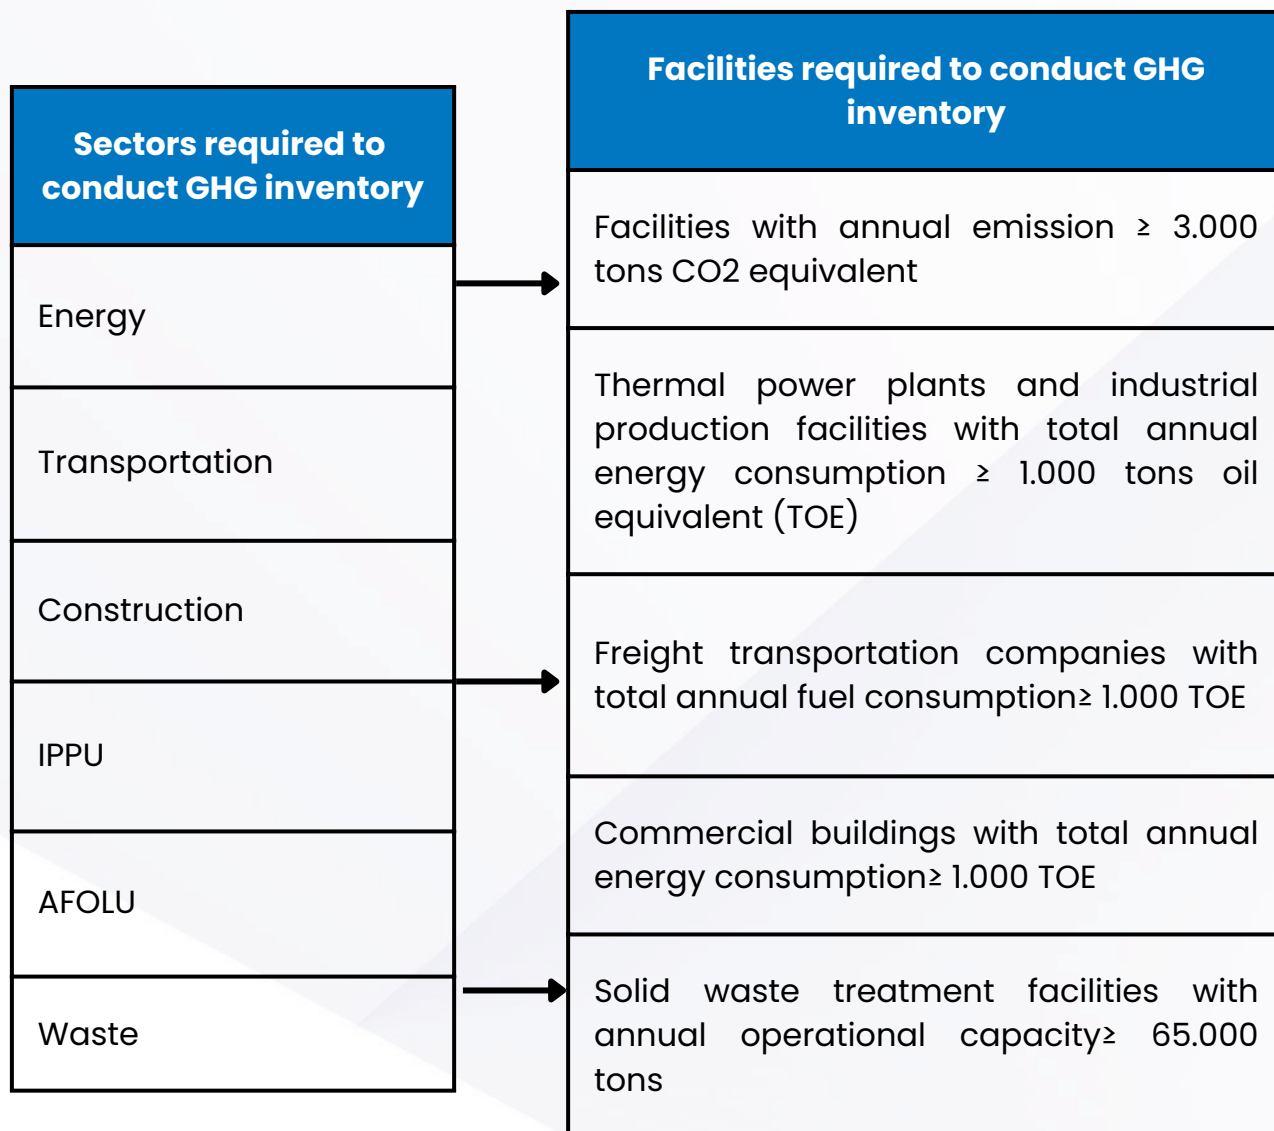 Sectors required to
conduct GHG inventory
Energy
Transportation
Construction
IPPU
AFOLU
Waste
Facilities required to conduct GHG
inventory
Facilities with annual emission ≥ 3.000
tons CO2 equivalent
Thermal power plants and industrial
production facilities with total annual
energy consumption ≥ 1.000 tons oil
equivalent (TOE)
Freight transportation companies with
total annual fuel consumption≥ 1.000 TOE
Commercial buildings with total annual
energy consumption≥ 1.000 TOE
Solid waste treatment facilities with
annual operational capacity≥ 65.000
tons